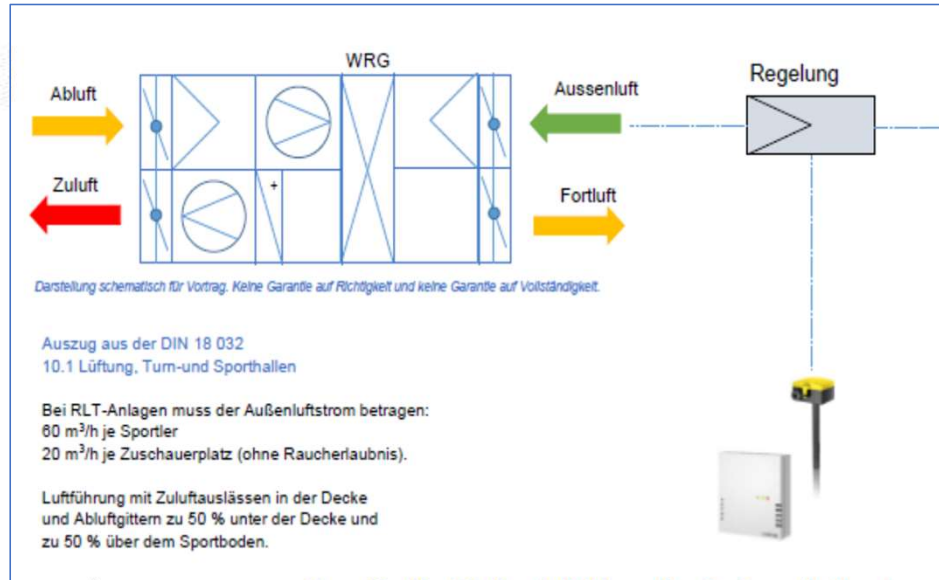 WRG
Abluft
Aussenluft
Regelung
Zuluft
+
Fortluft
Darstellung schematisch für Vortrag. Keine Garantie auf Richtigkeit und keine Garantie auf Vollständigkeit.
Auszug aus der DIN 18 032
10.1 Lüftung, Turn-und Sporthallen
Bei RLT-Anlagen muss der Außenluftstrom betragen:
60 m³/h je Sportler
20 m³/h je Zuschauerplatz (ohne Raucherlaubnis).
Luftführung mit Zuluftauslässen in der Decke
und Abluftgittern zu 50 % unter der Decke und
zu 50 % über dem Sportboden.